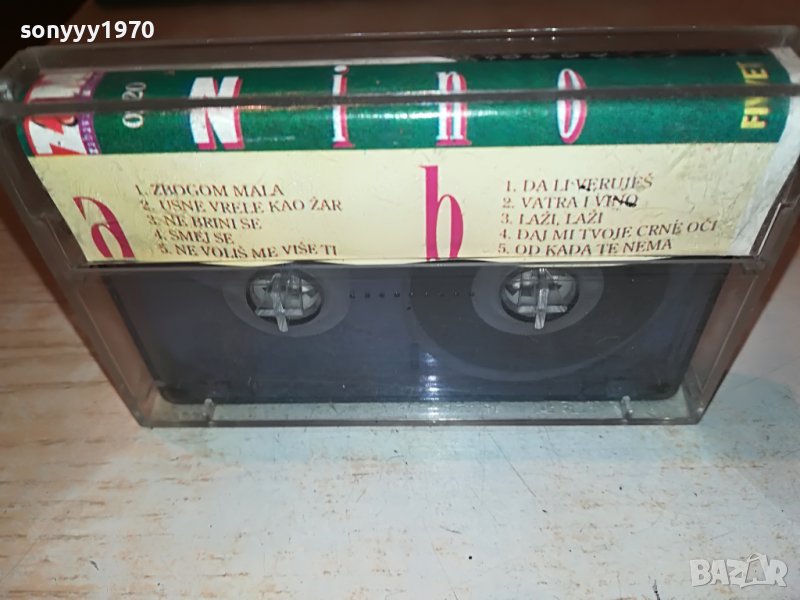 sonyyy1970
Nino
a
1. ZBOGOM MALA
2. USNE VRELE KAO ŽAR
3. NE BRINI SE
4. SMEJ SE
5. NE VOLIŠ ME VIŠE TI
b
1. DA LI VERUJEŠ
2. VATRA I VINO
3. LAŽI, LAŽI
4. DAJ MI TVOJE CRNE OČI
5. OD KADA TE NEMA
BAZAR